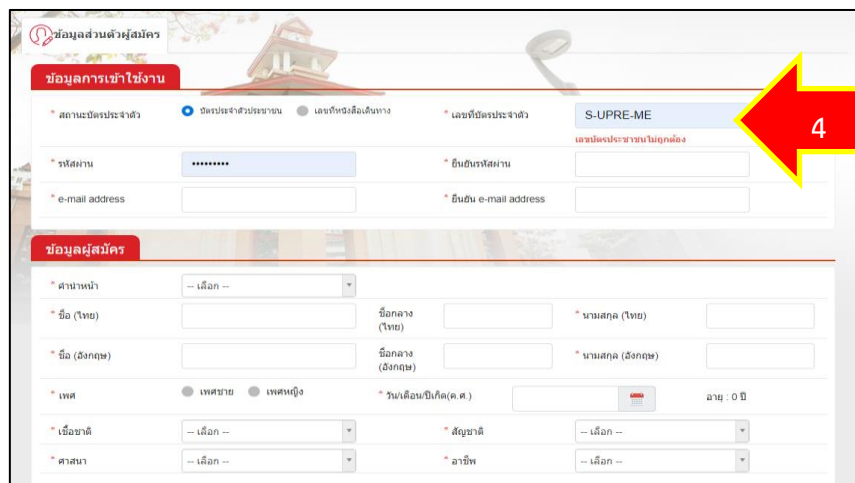 ข้อมูลส่วนตัวผู้สมัคร
ข้อมูลการเข้าใช้งาน
* สถานะบัตรประจำตัว บัตรประจำตัวประชาชน เลขที่หนังสือเดินทาง * เลขที่บัตรประจำตัว S-UPRE-ME 4
เลขบัตรประชาชนไม่ถูกต้อง
* รหัสผ่าน ••••••••• * ยืนยันรหัสผ่าน
* e-mail address * ยืนยัน e-mail address
ข้อมูลผู้สมัคร
* คำนำหน้า -- เลือก --
* ชื่อ (ไทย) ชื่อกลาง (ไทย) * นามสกุล (ไทย)
* ชื่อ (อังกฤษ) ชื่อกลาง (อังกฤษ) * นามสกุล (อังกฤษ)
* เพศ เพศชาย เพศหญิง * วัน/เดือน/ปีเกิด(ค.ศ.) อายุ : 0 ปี
* เชื้อชาติ -- เลือก -- * สัญชาติ -- เลือก --
* ศาสนา -- เลือก -- * อาชีพ -- เลือก --